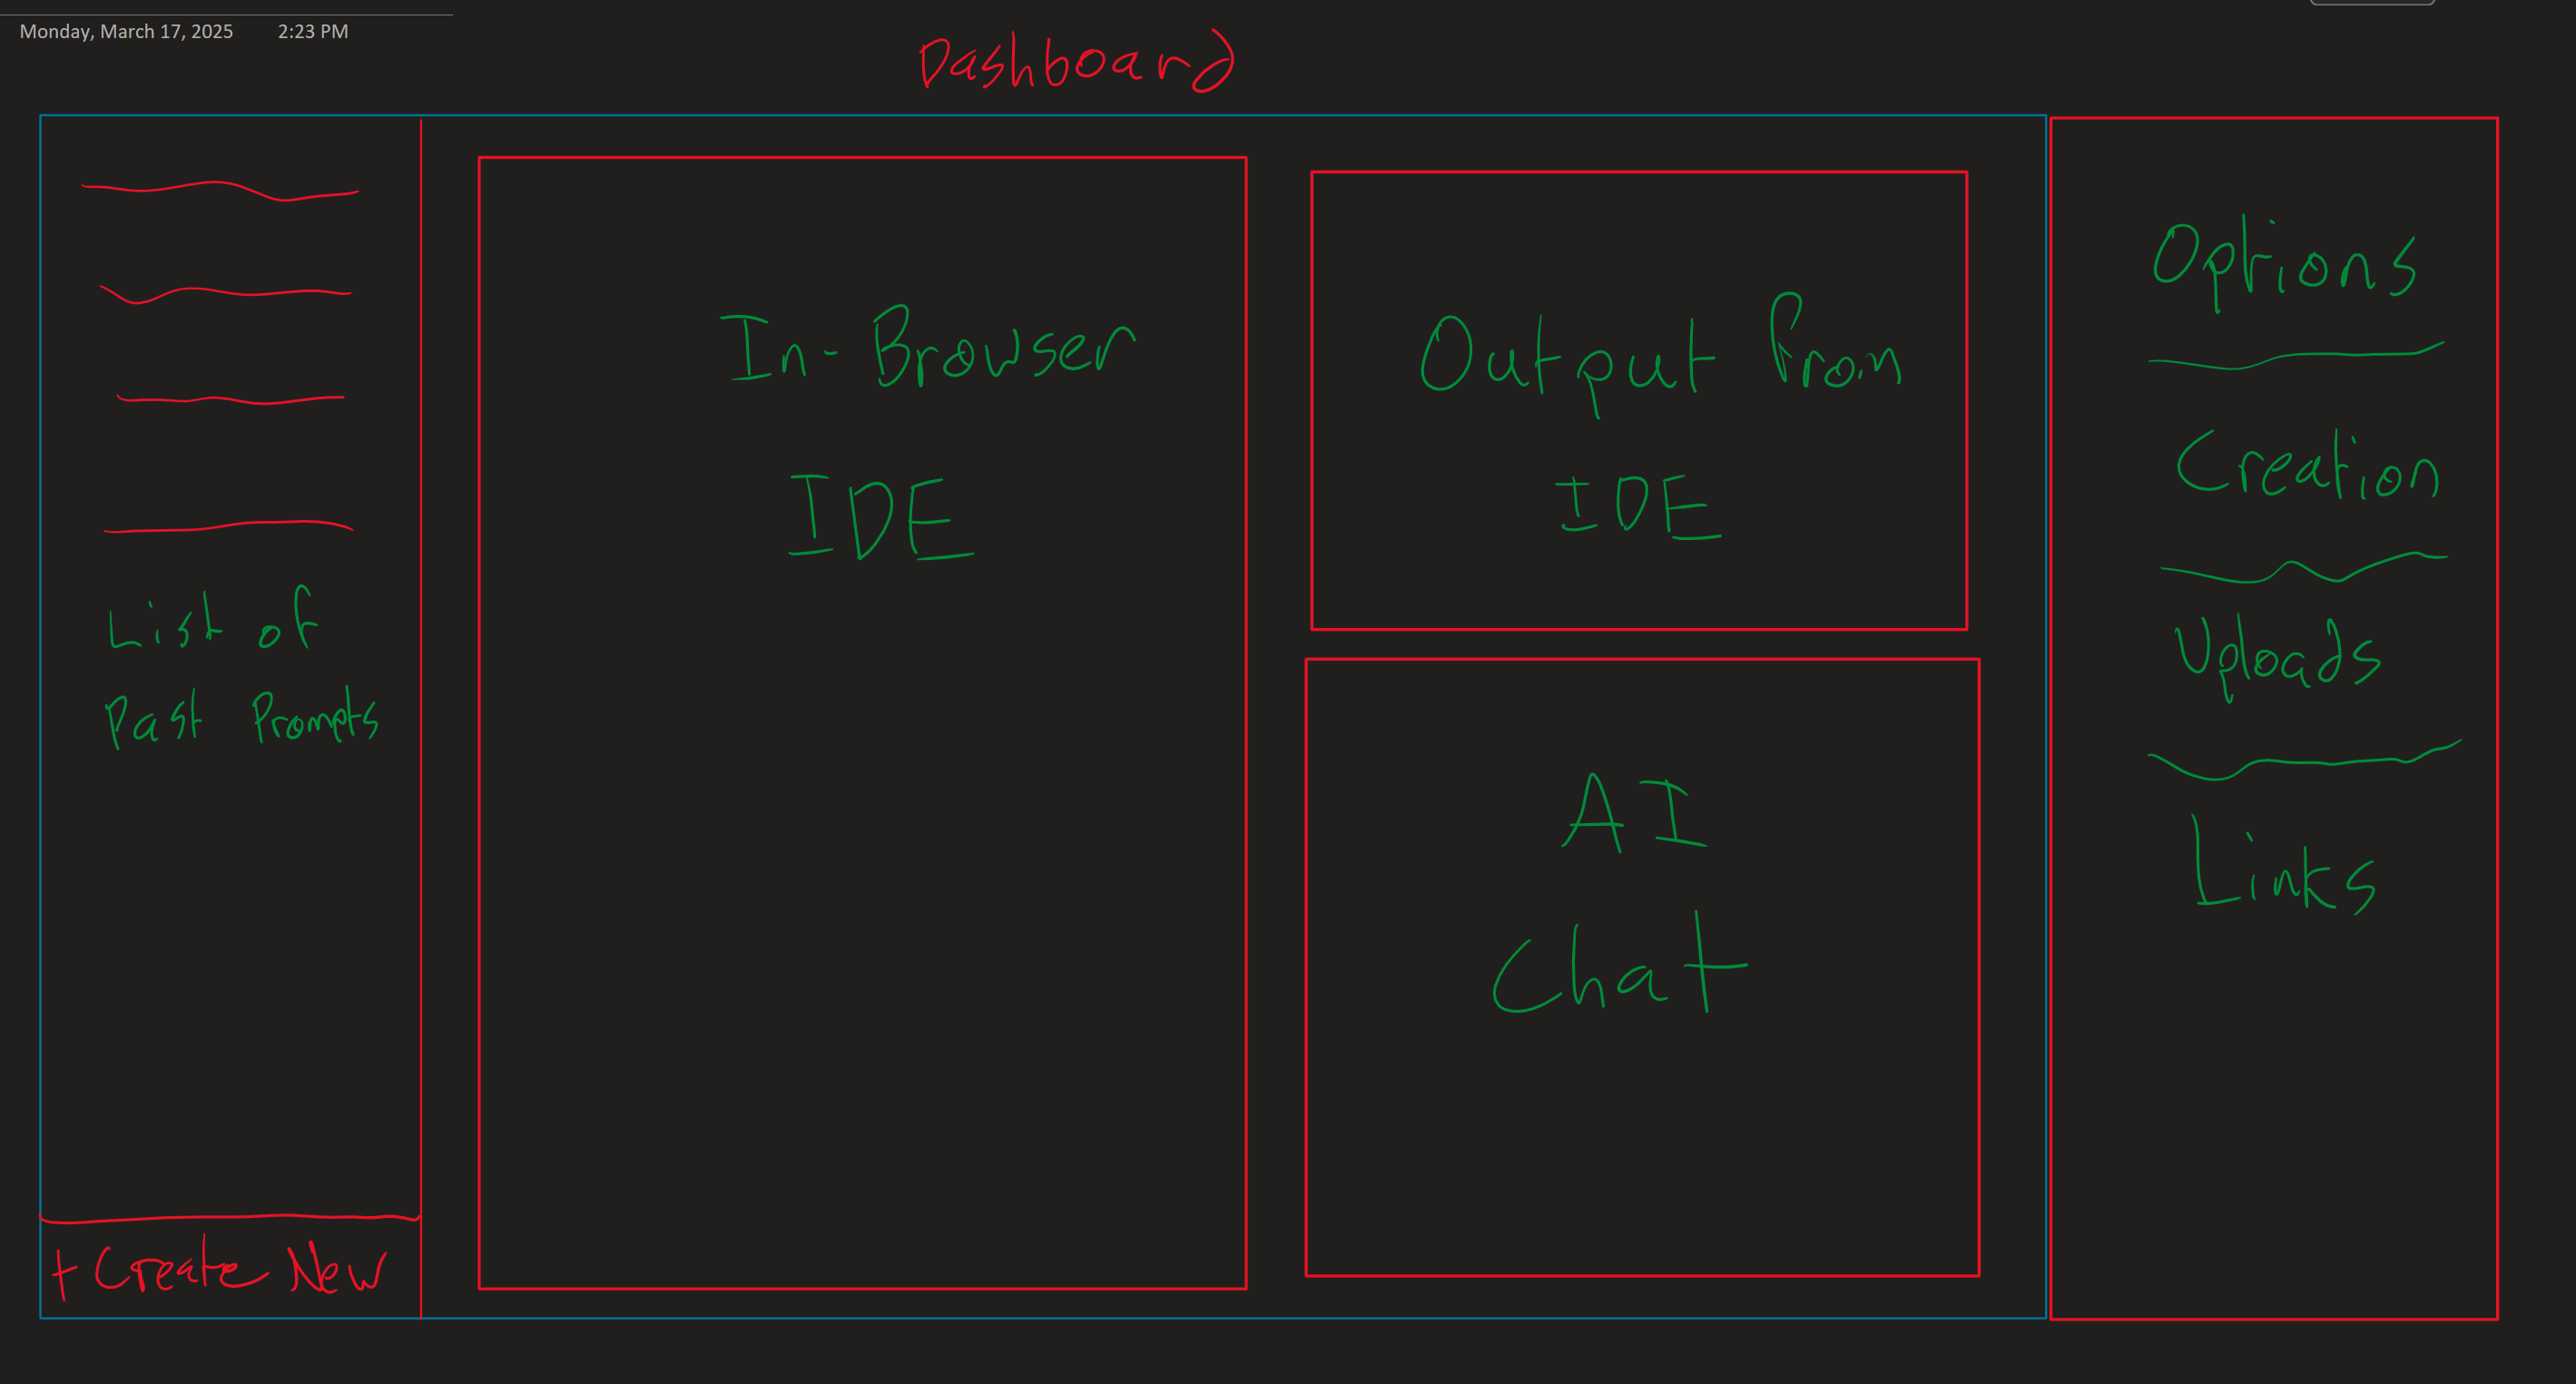 Monday, March 17, 2025 2:23 PM
Dashboard
List of
Past Prompts
+ Create New
In-Browser
IDE
Output From
IDE
AI
Chat
Options
Creation
Uploads
Links